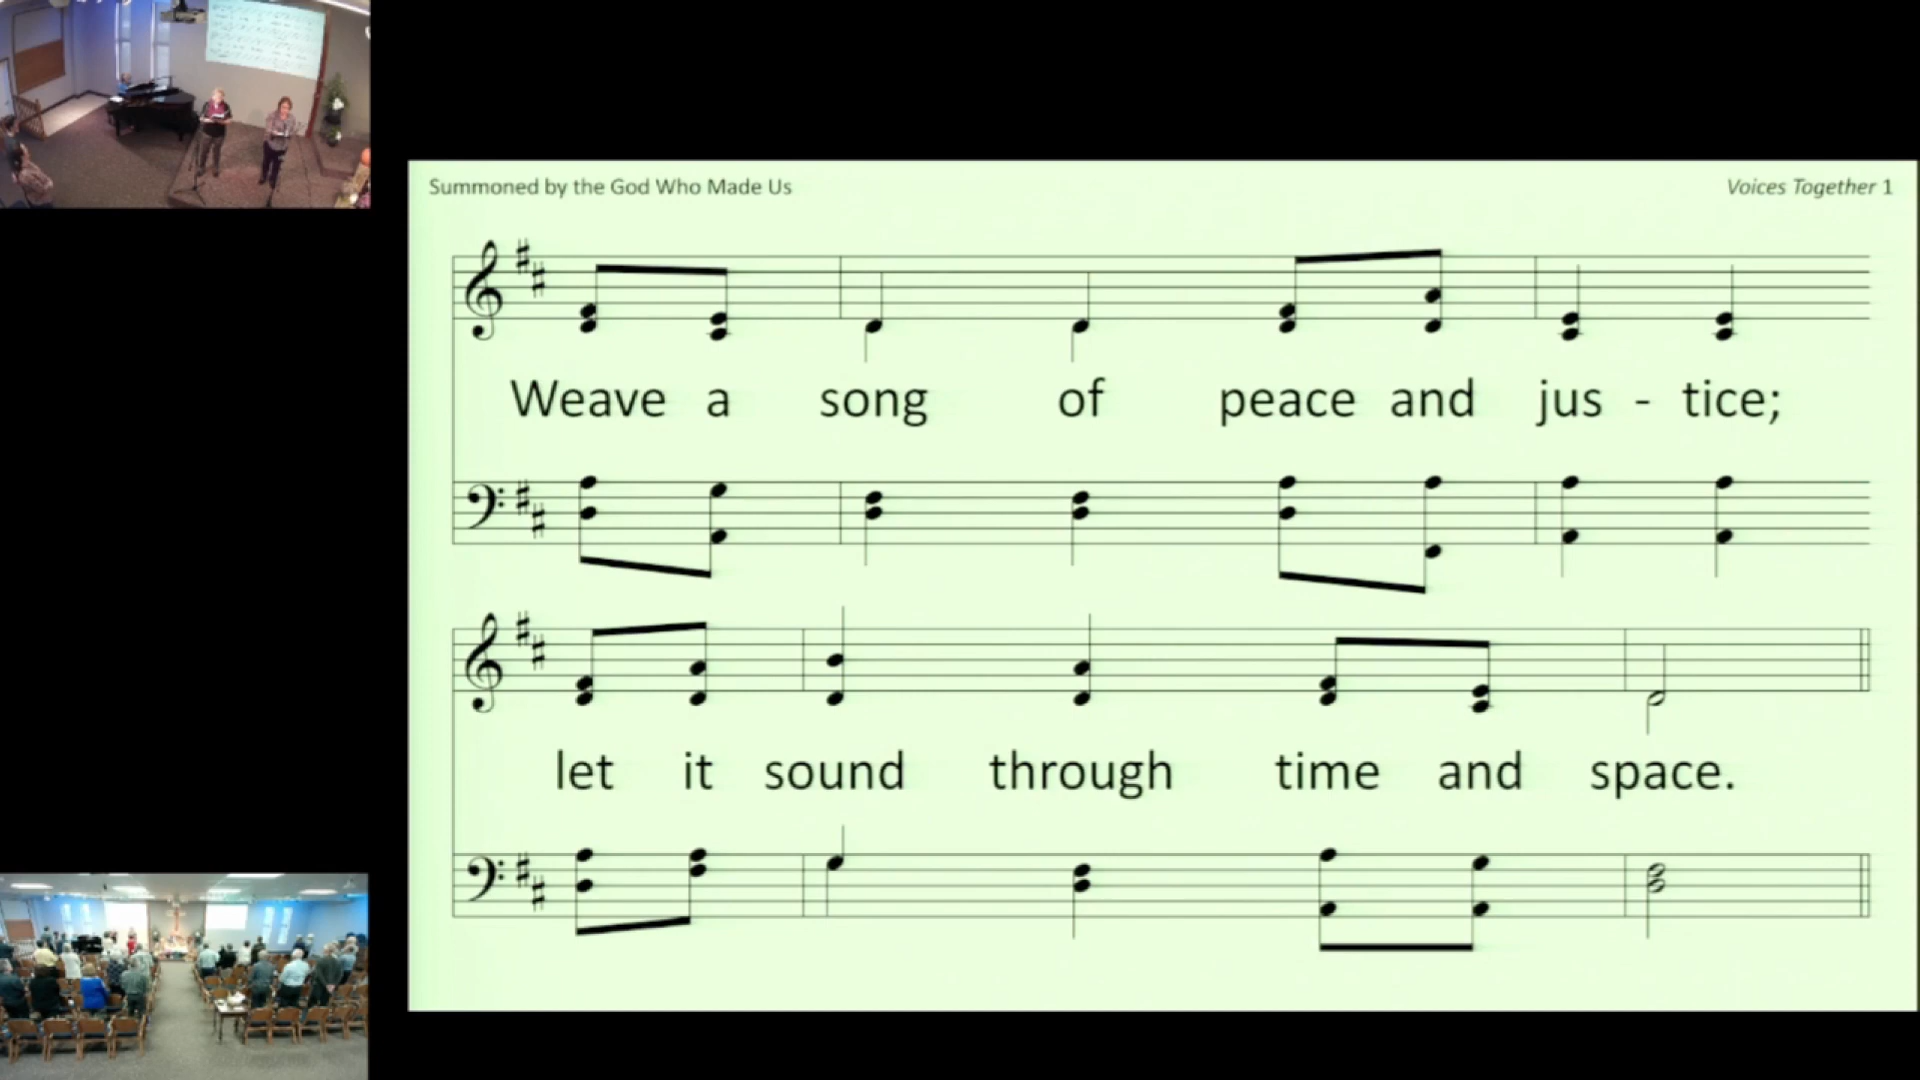 Summoned by the God Who Made Us
Voices Together 1
Weave a song of peace and jus - tice;
let it sound through time and space.